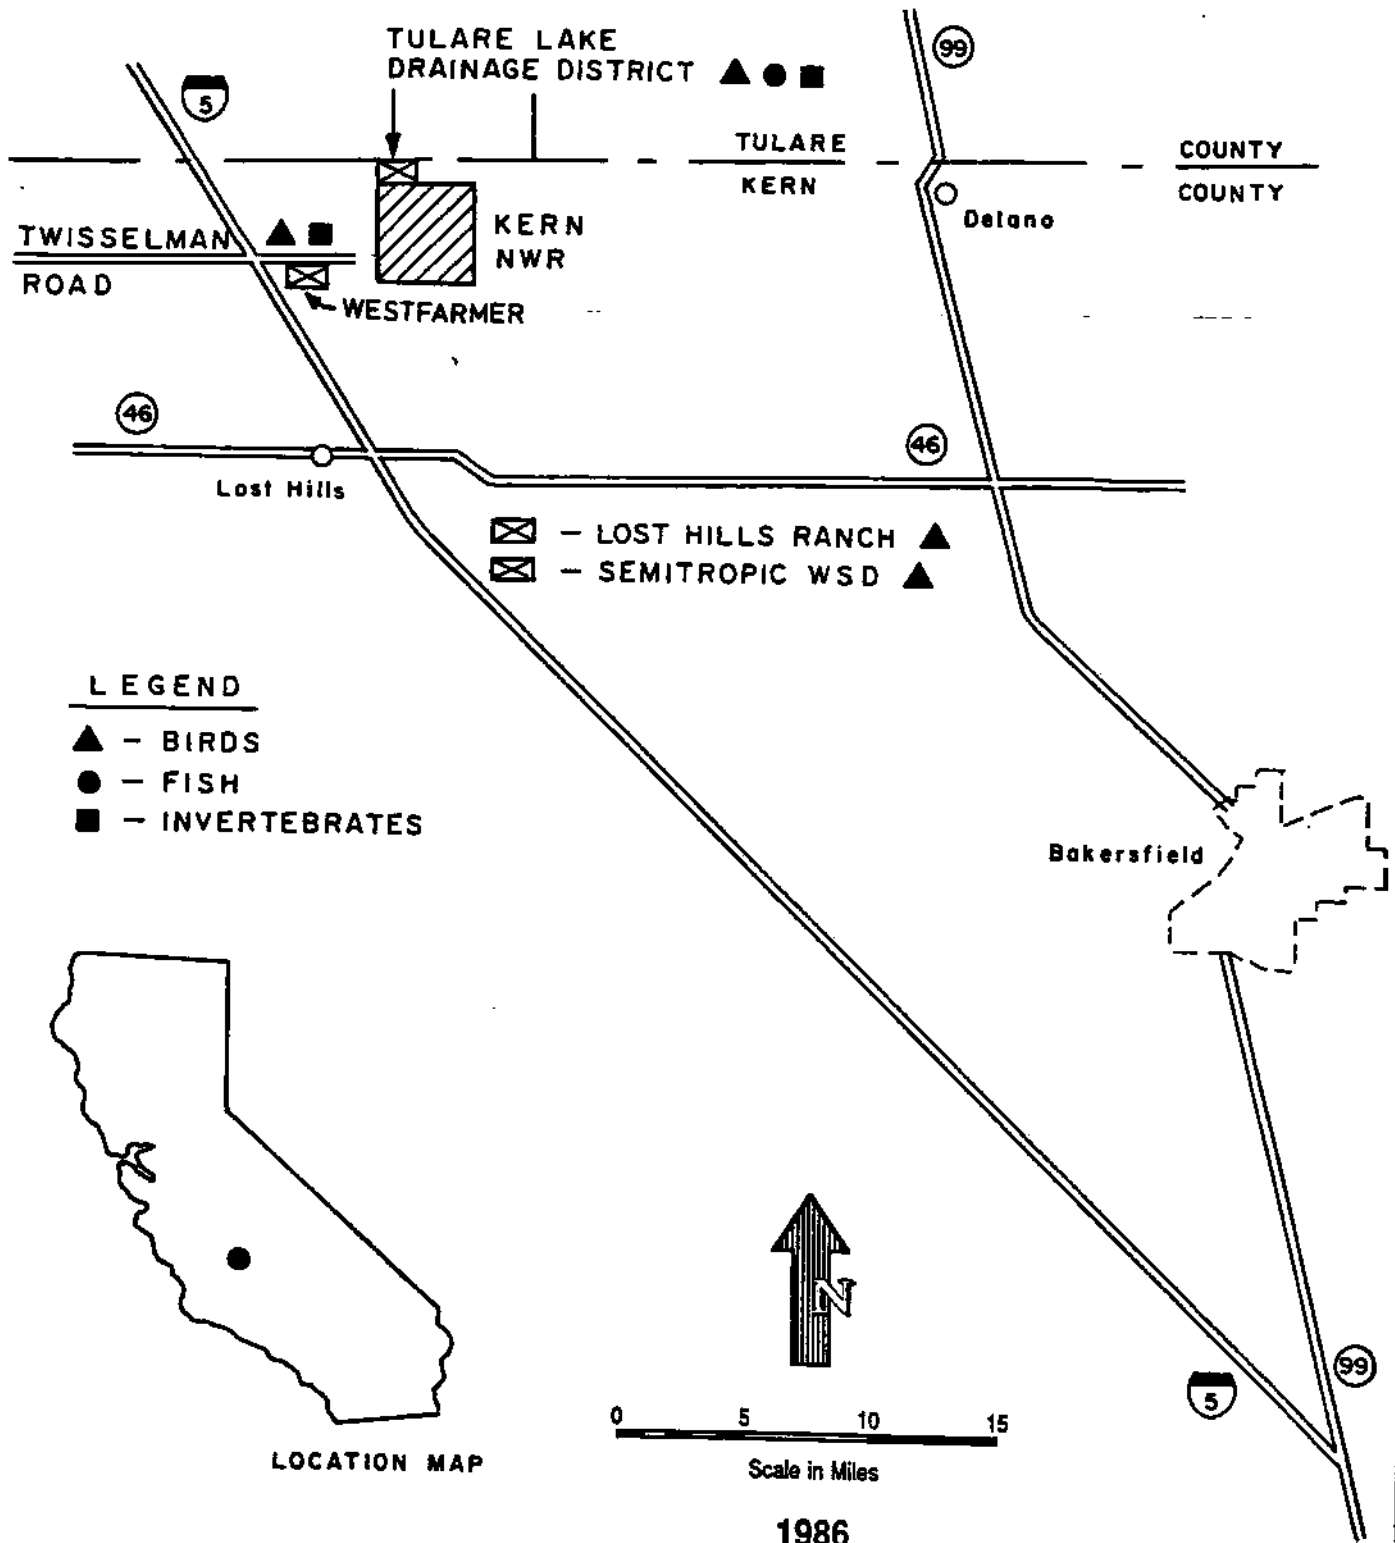 TULARE LAKE
DRAINAGE DISTRICT
99
5
TULARE
COUNTY
KERN
COUNTY
Delano
TWISSELMAN
ROAD
KERN
NWR
WESTFARMER
46
46
Lost Hills
- LOST HILLS RANCH
- SEMITROPIC WSD
LEGEND
- BIRDS
- FISH
- INVERTEBRATES
Bakersfield
N
99
5
0 5 10 15
Scale in Miles
LOCATION MAP
1986